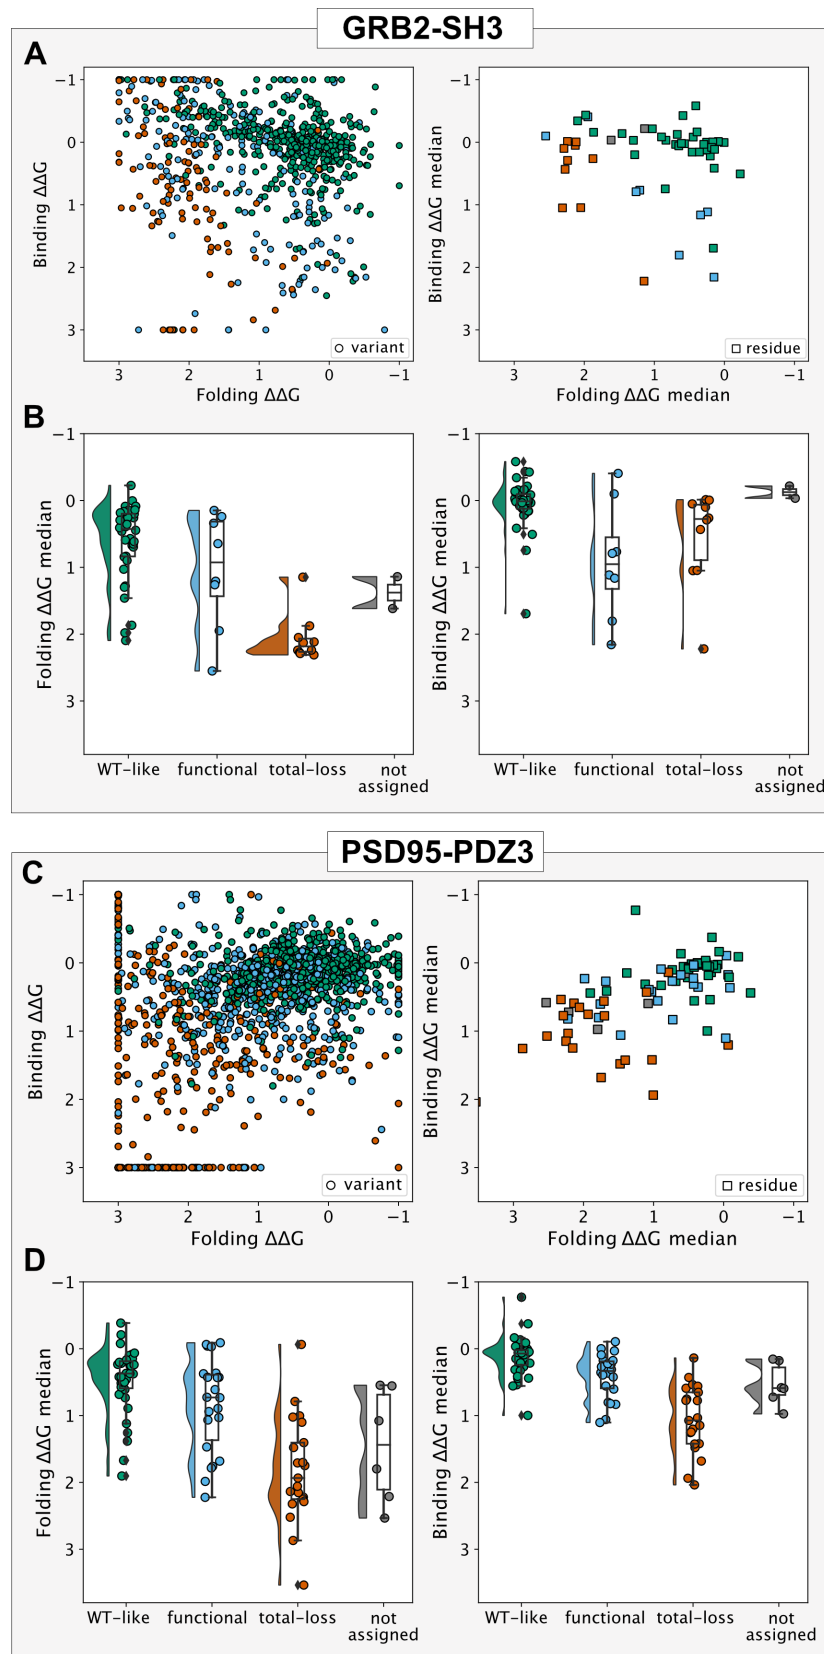 GRB2-SH3
A
−1
0
1
2
3
Binding ΔΔG
3 2 1 0 −1
Folding ΔΔG
variant
−1
0
1
2
3
Binding ΔΔG median
3 2 1 0 −1
Folding ΔΔG median
residue
B
−1
0
1
2
3
Folding ΔΔG median
WT-like functional total-loss not
assigned
−1
0
1
2
3
Binding ΔΔG median
WT-like functional total-loss not
assigned
PSD95-PDZ3
C
−1
0
1
2
3
Binding ΔΔG
3 2 1 0 −1
Folding ΔΔG
variant
−1
0
1
2
3
Binding ΔΔG median
3 2 1 0 −1
Folding ΔΔG median
residue
D
−1
0
1
2
3
Folding ΔΔG median
WT-like functional total-loss not
assigned
−1
0
1
2
3
Binding ΔΔG median
WT-like functional total-loss not
assigned